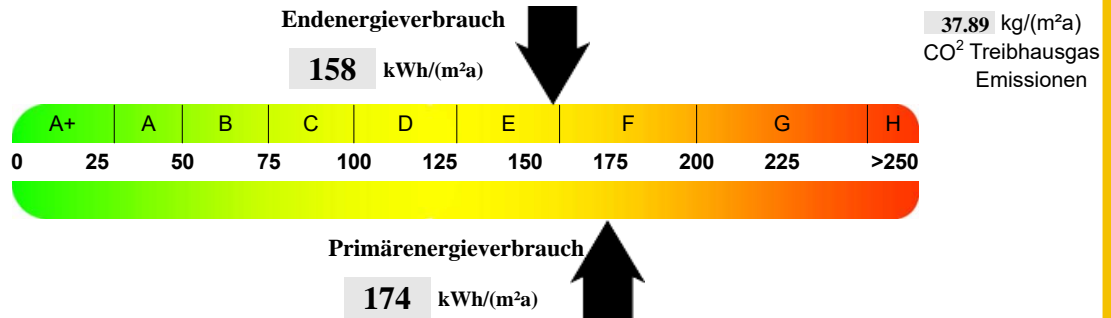 Endenergieverbrauch
158 kWh/(m²a)
37.89 kg/(m²a)
CO² Treibhausgas
Emissionen
A+ A B C D E F G H
0 25 50 75 100 125 150 175 200 225 >250
Primärenergieverbrauch
174 kWh/(m²a)